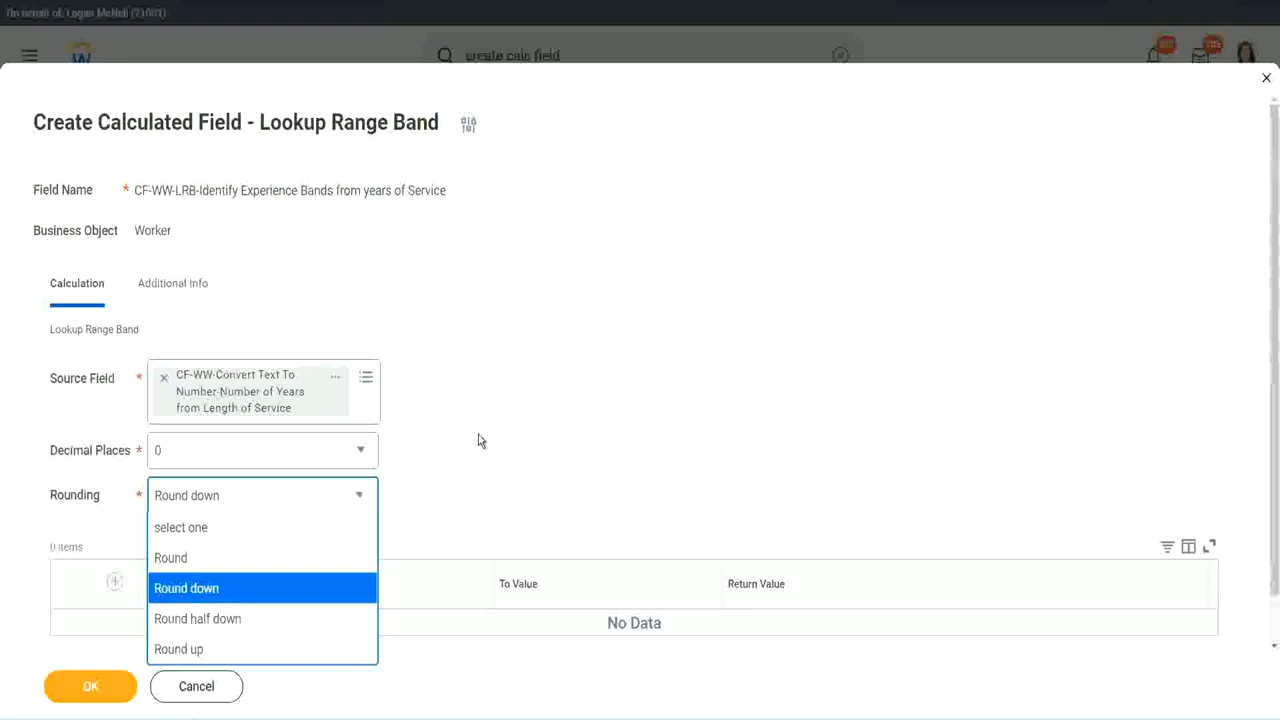 On behalf of: Logan McNeil (21001)
create calc field
Create Calculated Field - Lookup Range Band
Field Name * CF-WW-LRB-Identify Experience Bands from years of Service
Business Object Worker
Calculation Additional Info
Lookup Range Band
Source Field * × CF-WW-Convert Text To
Number-Number of Years
from Length of Service
Decimal Places * 0
Rounding * Round down
select one
Round
Round down
Round half down
Round up
0 items
To Value Return Value
No Data
OK Cancel